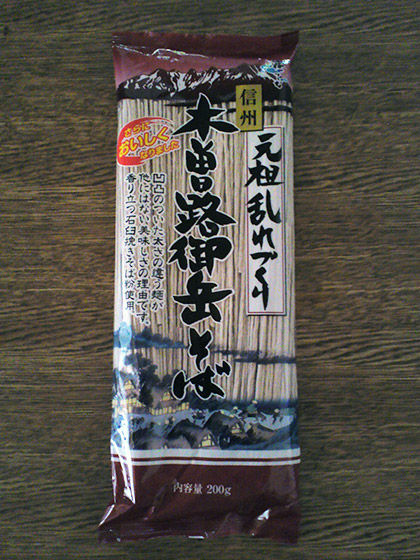 信州
元祖乱れづくり
木曽路御岳そば
さらに
おいしく
なりました
凹凸のついた太さの違う麺が
他にはない美味しさの理由です。
香り立つ石臼挽きそば粉使用
内容量 200g